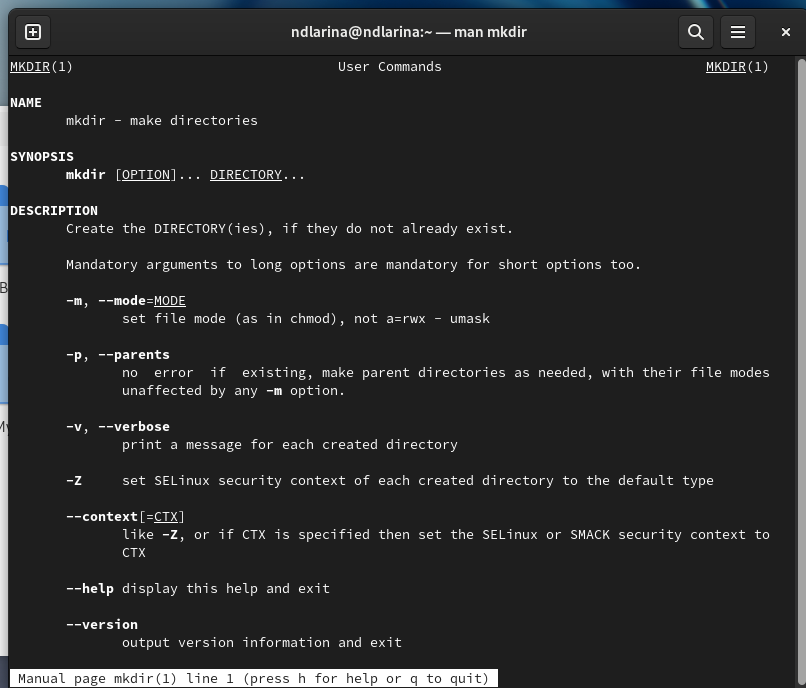 ndlarina@ndlarina:~ — man mkdir
MKDIR(1) User Commands MKDIR(1)
NAME
mkdir - make directories
SYNOPSIS
mkdir [OPTION]... DIRECTORY...
DESCRIPTION
Create the DIRECTORY(ies), if they do not already exist.
Mandatory arguments to long options are mandatory for short options too.
-m, --mode=MODE
set file mode (as in chmod), not a=rwx - umask
-p, --parents
no error if existing, make parent directories as needed, with their file modes
unaffected by any -m option.
-v, --verbose
print a message for each created directory
-Z set SELinux security context of each created directory to the default type
--context[=CTX]
like -Z, or if CTX is specified then set the SELinux or SMACK security context to
CTX
--help display this help and exit
--version
output version information and exit
Manual page mkdir(1) line 1 (press h for help or q to quit)